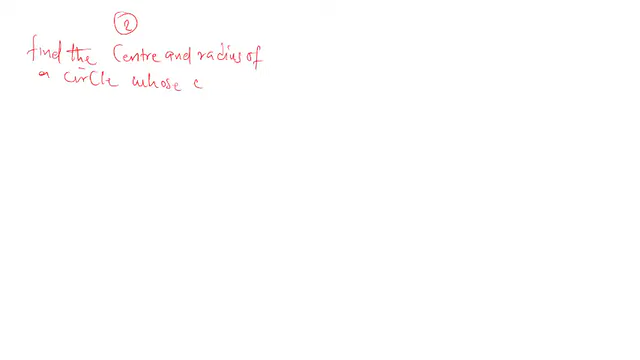 2
find the Centre and radius of
a circle whose e